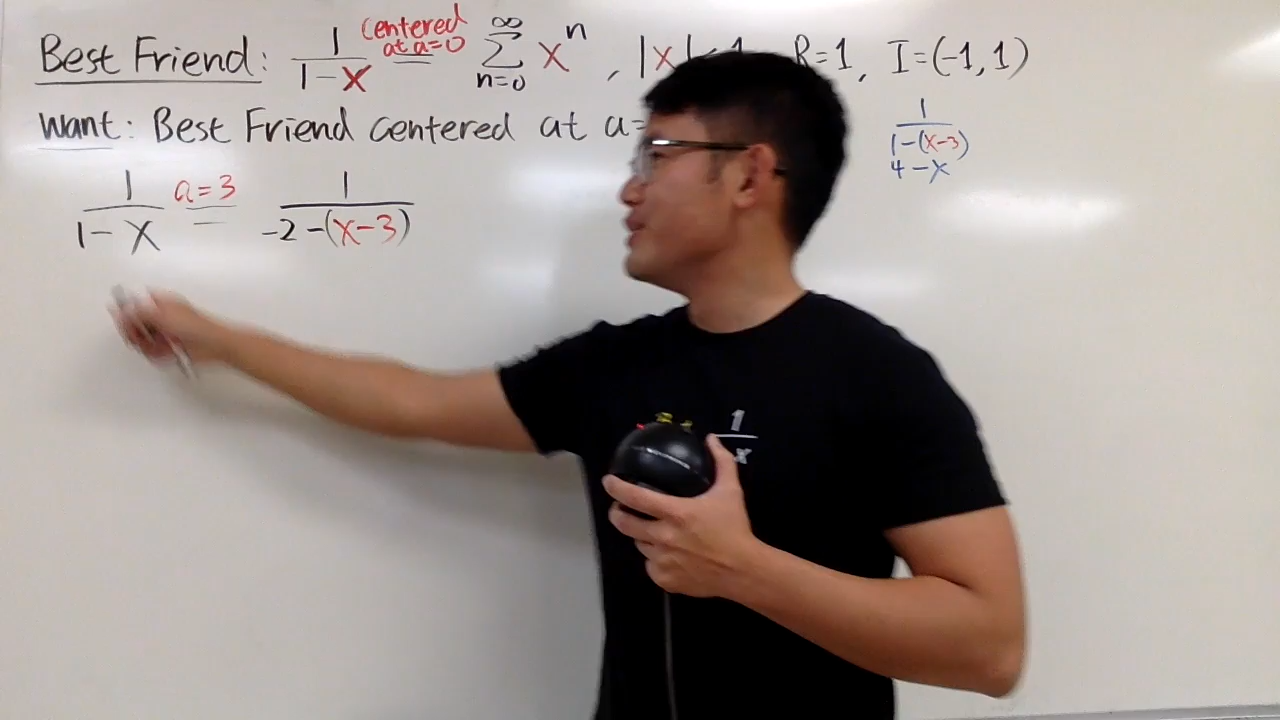 Best Friend: 1/(1-x) =(centered at a=0) ∞∑n=0 x^n, |x|<1, R=1, I=(-1,1)
Want: Best Friend centered at a=
1/(1-x) =(a=3) 1/(-2-(x-3))
1/(1-(x-3))
4-x
1
x